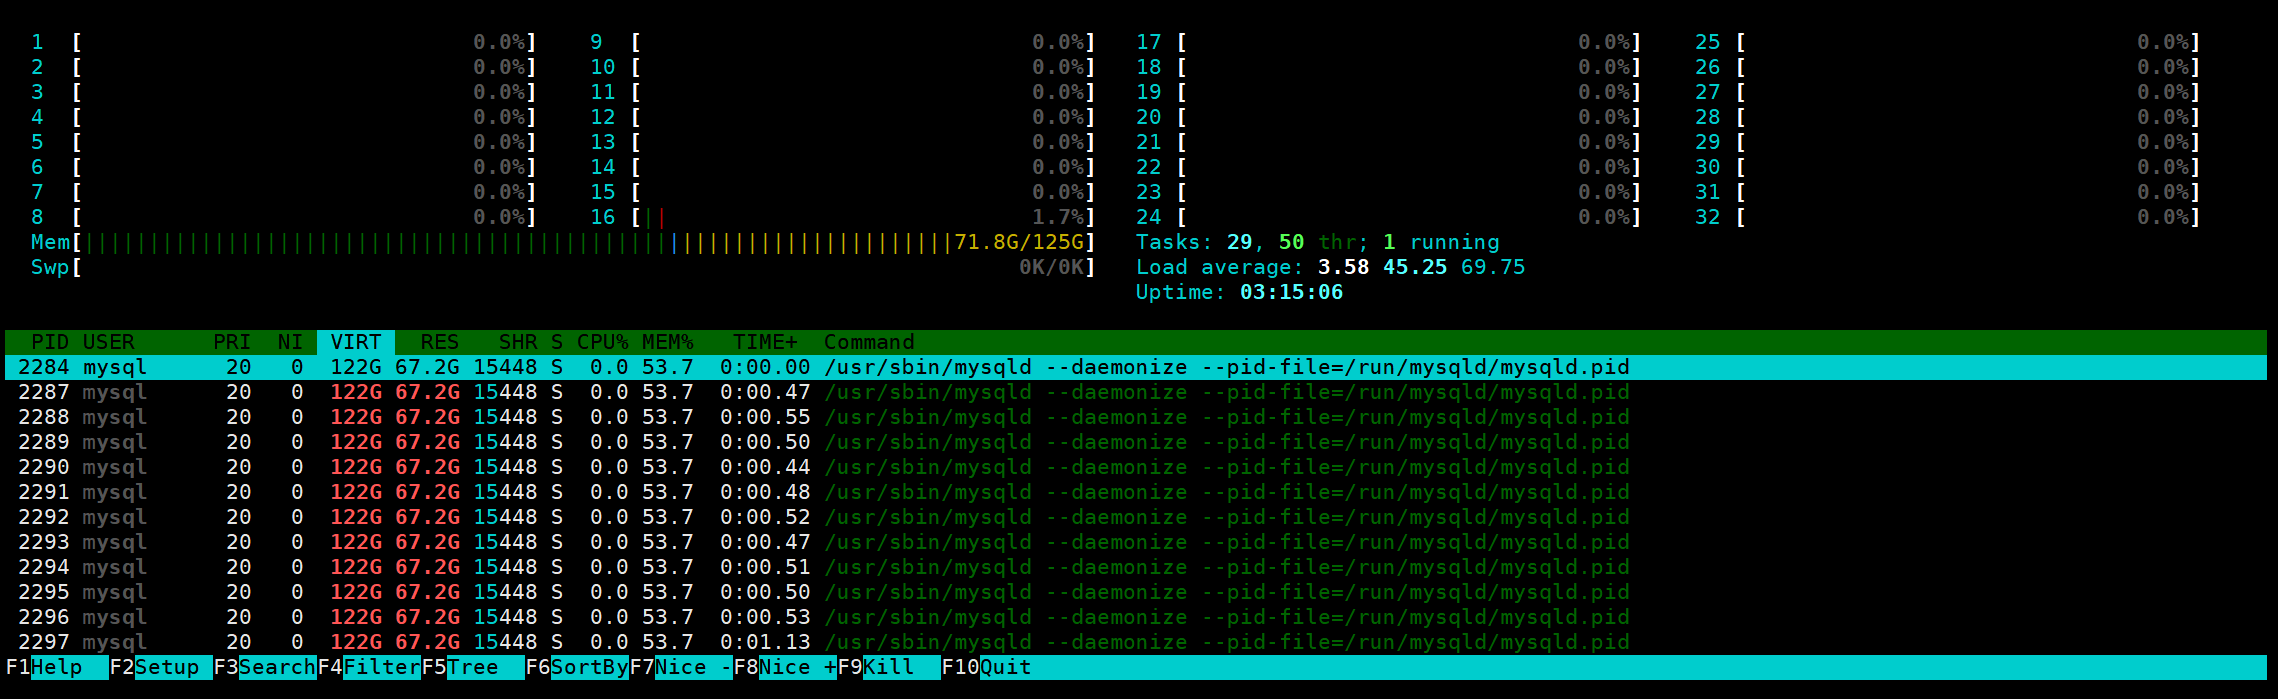 1 [ 0.0%] 9 [ 0.0%] 17 [ 0.0%] 25 [ 0.0%]
2 [ 0.0%] 10 [ 0.0%] 18 [ 0.0%] 26 [ 0.0%]
3 [ 0.0%] 11 [ 0.0%] 19 [ 0.0%] 27 [ 0.0%]
4 [ 0.0%] 12 [ 0.0%] 20 [ 0.0%] 28 [ 0.0%]
5 [ 0.0%] 13 [ 0.0%] 21 [ 0.0%] 29 [ 0.0%]
6 [ 0.0%] 14 [ 0.0%] 22 [ 0.0%] 30 [ 0.0%]
7 [ 0.0%] 15 [ 0.0%] 23 [ 0.0%] 31 [ 0.0%]
8 [ 0.0%] 16 [|| 1.7%] 24 [ 0.0%] 32 [ 0.0%]
Mem[|||||||||||||||||||||||||||||||||||||||||||||||||||||||||||||||||||71.8G/125G] Tasks: 29, 50 thr; 1 running
Swp[ 0K/0K] Load average: 3.58 45.25 69.75
Uptime: 03:15:06
PID USER PRI NI VIRT RES SHR S CPU% MEM% TIME+ Command
2284 mysql 20 0 122G 67.2G 15448 S 0.0 53.7 0:00.00 /usr/sbin/mysqld --daemonize --pid-file=/run/mysqld/mysqld.pid
2287 mysql 20 0 122G 67.2G 15448 S 0.0 53.7 0:00.47 /usr/sbin/mysqld --daemonize --pid-file=/run/mysqld/mysqld.pid
2288 mysql 20 0 122G 67.2G 15448 S 0.0 53.7 0:00.55 /usr/sbin/mysqld --daemonize --pid-file=/run/mysqld/mysqld.pid
2289 mysql 20 0 122G 67.2G 15448 S 0.0 53.7 0:00.50 /usr/sbin/mysqld --daemonize --pid-file=/run/mysqld/mysqld.pid
2290 mysql 20 0 122G 67.2G 15448 S 0.0 53.7 0:00.44 /usr/sbin/mysqld --daemonize --pid-file=/run/mysqld/mysqld.pid
2291 mysql 20 0 122G 67.2G 15448 S 0.0 53.7 0:00.48 /usr/sbin/mysqld --daemonize --pid-file=/run/mysqld/mysqld.pid
2292 mysql 20 0 122G 67.2G 15448 S 0.0 53.7 0:00.52 /usr/sbin/mysqld --daemonize --pid-file=/run/mysqld/mysqld.pid
2293 mysql 20 0 122G 67.2G 15448 S 0.0 53.7 0:00.47 /usr/sbin/mysqld --daemonize --pid-file=/run/mysqld/mysqld.pid
2294 mysql 20 0 122G 67.2G 15448 S 0.0 53.7 0:00.51 /usr/sbin/mysqld --daemonize --pid-file=/run/mysqld/mysqld.pid
2295 mysql 20 0 122G 67.2G 15448 S 0.0 53.7 0:00.50 /usr/sbin/mysqld --daemonize --pid-file=/run/mysqld/mysqld.pid
2296 mysql 20 0 122G 67.2G 15448 S 0.0 53.7 0:00.53 /usr/sbin/mysqld --daemonize --pid-file=/run/mysqld/mysqld.pid
2297 mysql 20 0 122G 67.2G 15448 S 0.0 53.7 0:01.13 /usr/sbin/mysqld --daemonize --pid-file=/run/mysqld/mysqld.pid
F1Help F2Setup F3SearchF4FilterF5Tree F6SortByF7Nice -F8Nice +F9Kill F10Quit